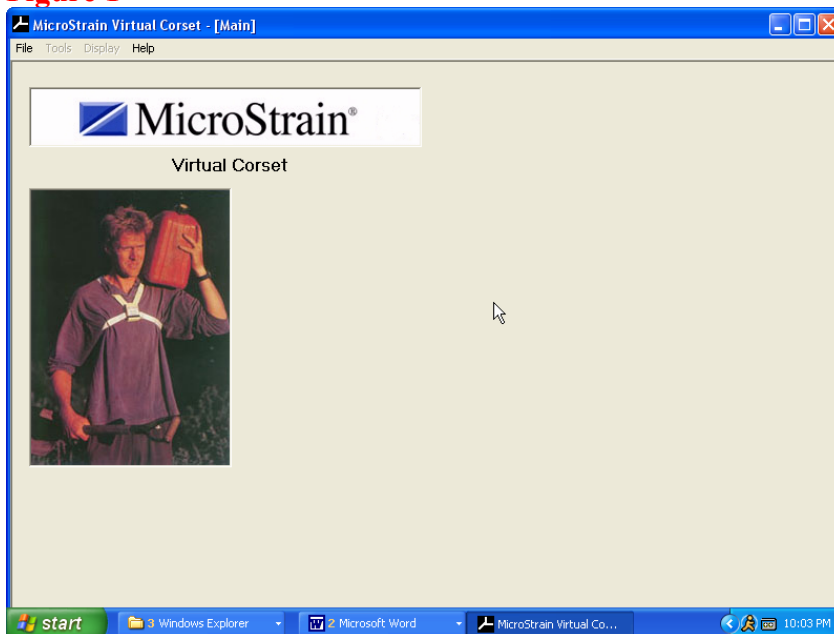 MicroStrain Virtual Corset - [Main]
File Tools Display Help
MicroStrain®
Virtual Corset
start 3 Windows Explorer 2 Microsoft Word MicroStrain Virtual Co... 10:03 PM